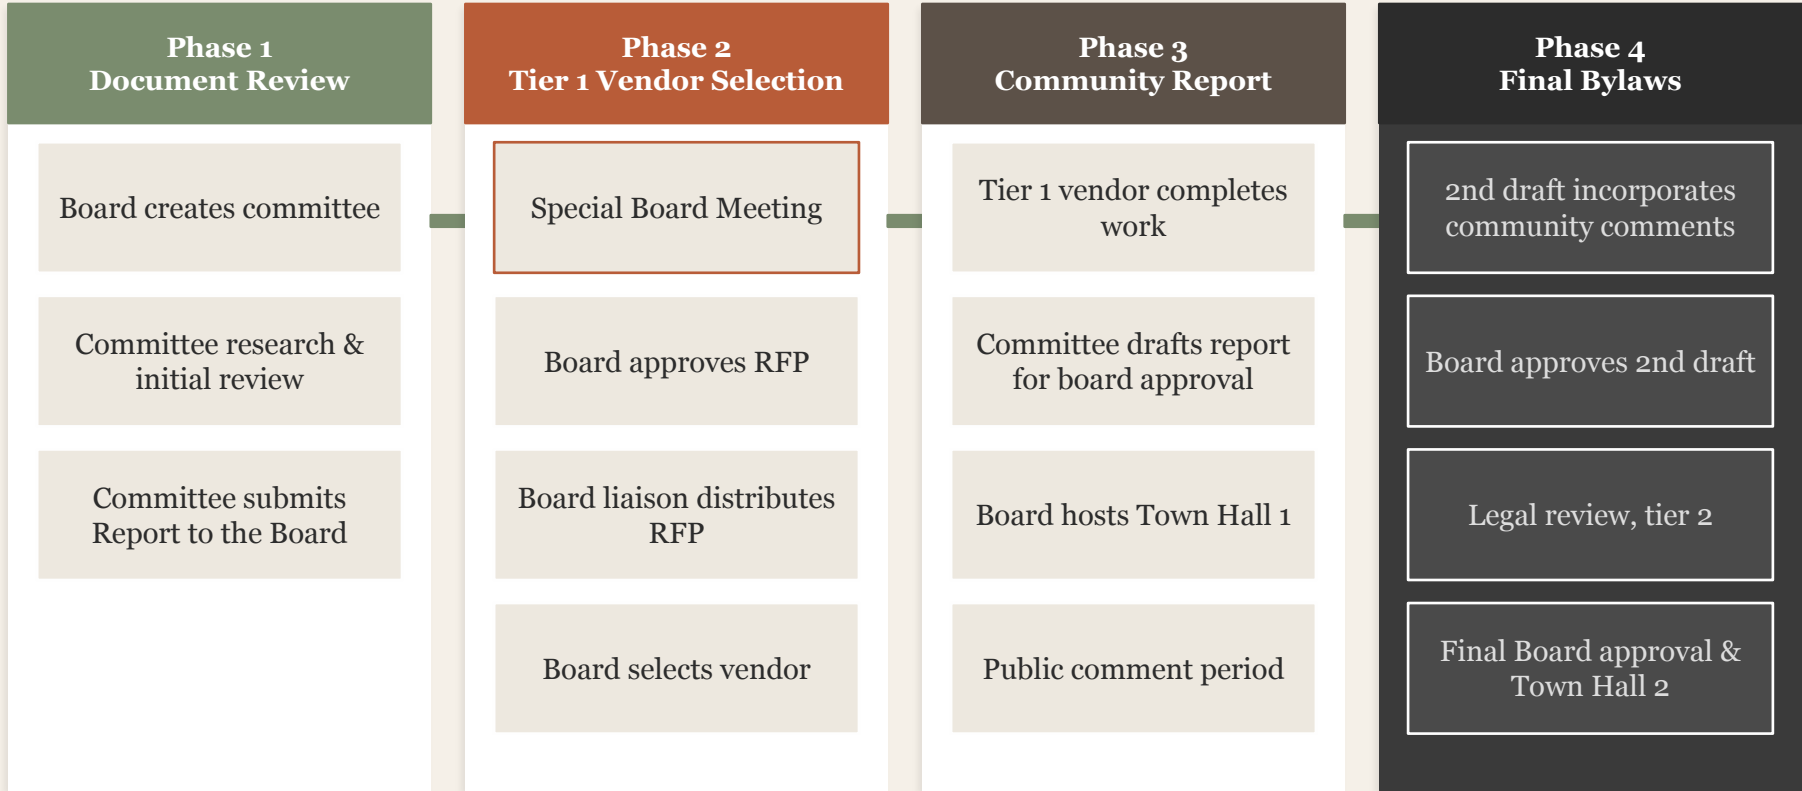 Phase 1
Document Review
Board creates committee
Committee research &
initial review
Committee submits
Report to the Board
Phase 2
Tier 1 Vendor Selection
Special Board Meeting
Board approves RFP
Board liaison distributes
RFP
Board selects vendor
Phase 3
Community Report
Tier 1 vendor completes
work
Committee drafts report
for board approval
Board hosts Town Hall 1
Public comment period
Phase 4
Final Bylaws
2nd draft incorporates
community comments
Board approves 2nd draft
Legal review, tier 2
Final Board approval &
Town Hall 2